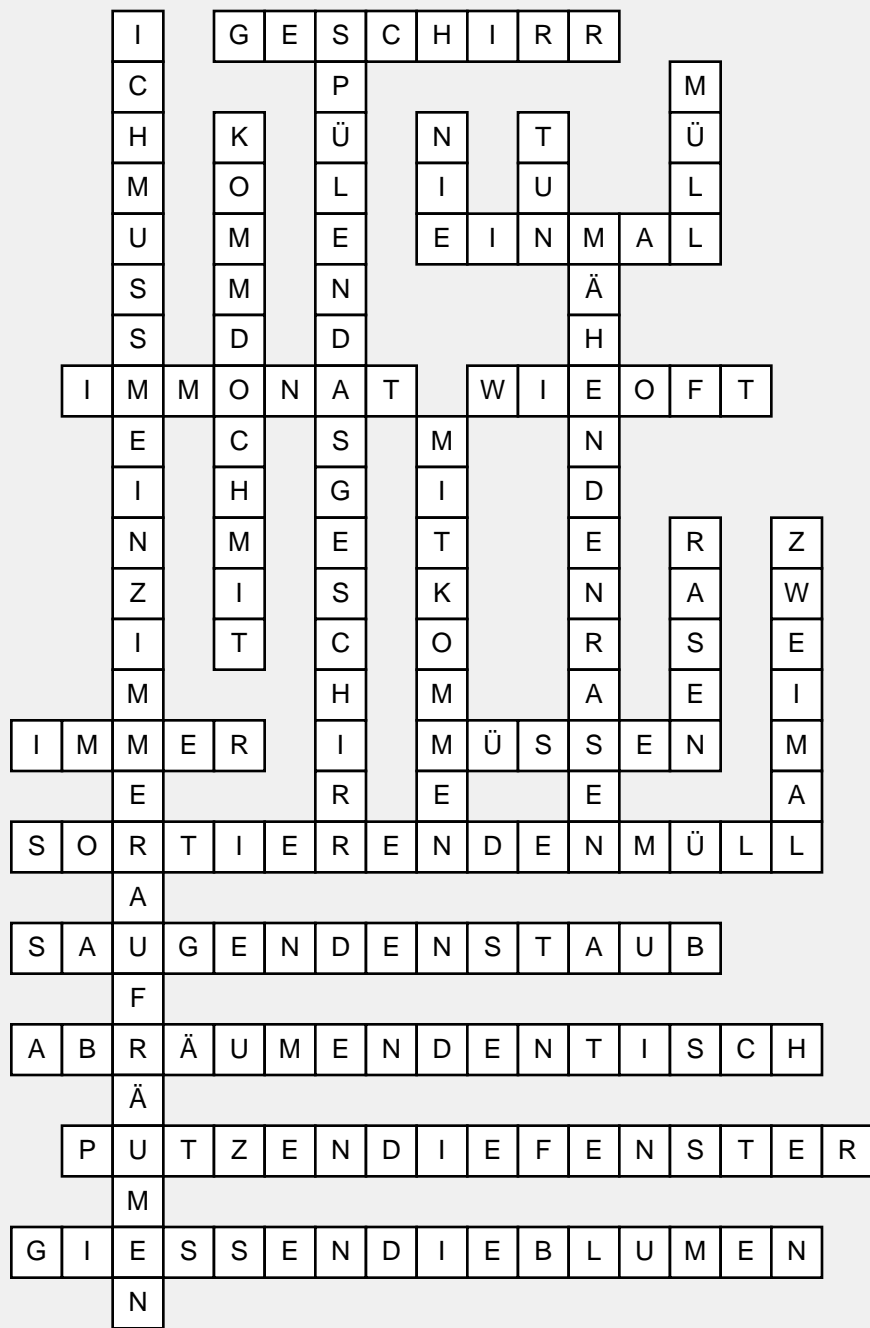 ICHMUSSMEINZIMMERAUFRÄUMEN
GESCHIRR
SPÜLENDASGESCHIRR
MÜLL
KOMMDOCHMIT
NIE
TUN
EINMAL
MÄHENDENRASEN
IMMONAT
WIEOFT
MITKOMMEN
RASEN
ZWEIMAL
IMMER
MÜSSEN
SORTIERENDENMÜLL
SAUGENDENSTAUB
ABRÄUMENDENTISCH
PUTZENDIEFENSTER
GIESSENDIEBLUMEN